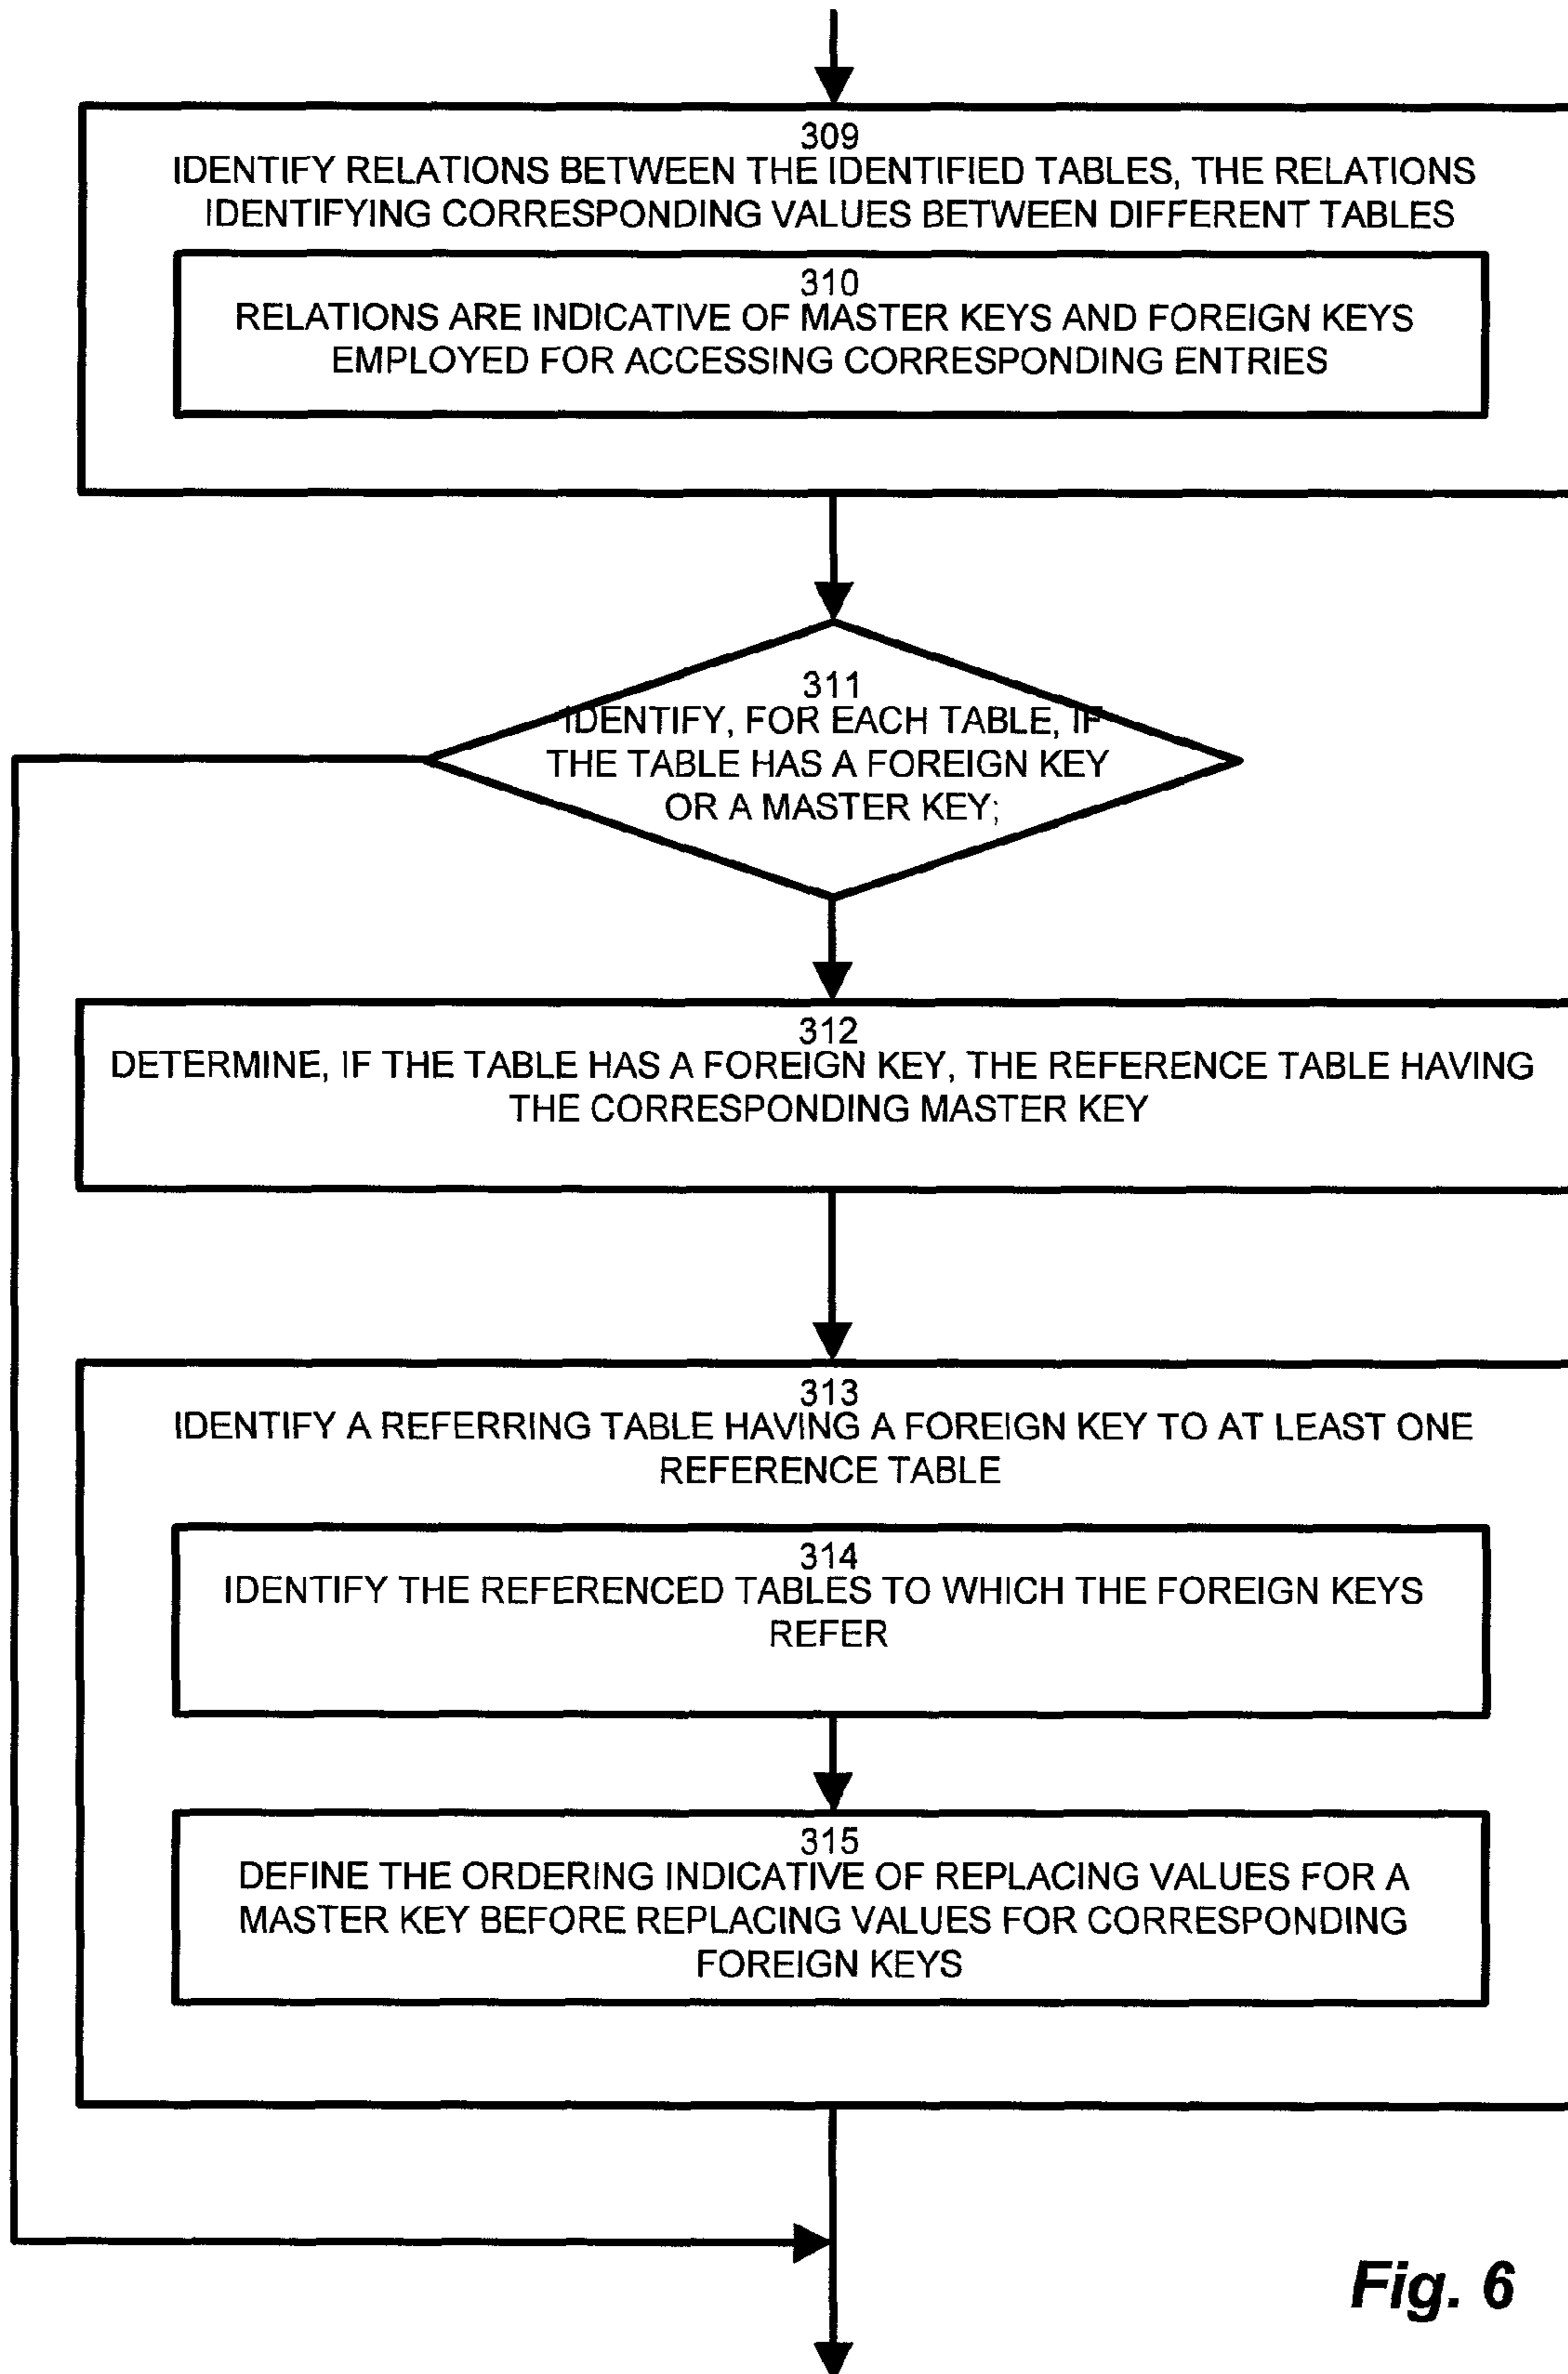 309
IDENTIFY RELATIONS BETWEEN THE IDENTIFIED TABLES, THE RELATIONS
IDENTIFYING CORRESPONDING VALUES BETWEEN DIFFERENT TABLES
310
RELATIONS ARE INDICATIVE OF MASTER KEYS AND FOREIGN KEYS
EMPLOYED FOR ACCESSING CORRESPONDING ENTRIES
311
IDENTIFY, FOR EACH TABLE, IF
THE TABLE HAS A FOREIGN KEY
OR A MASTER KEY;
312
DETERMINE, IF THE TABLE HAS A FOREIGN KEY, THE REFERENCE TABLE HAVING
THE CORRESPONDING MASTER KEY
313
IDENTIFY A REFERRING TABLE HAVING A FOREIGN KEY TO AT LEAST ONE
REFERENCE TABLE
314
IDENTIFY THE REFERENCED TABLES TO WHICH THE FOREIGN KEYS
REFER
315
DEFINE THE ORDERING INDICATIVE OF REPLACING VALUES FOR A
MASTER KEY BEFORE REPLACING VALUES FOR CORRESPONDING
FOREIGN KEYS
Fig. 6